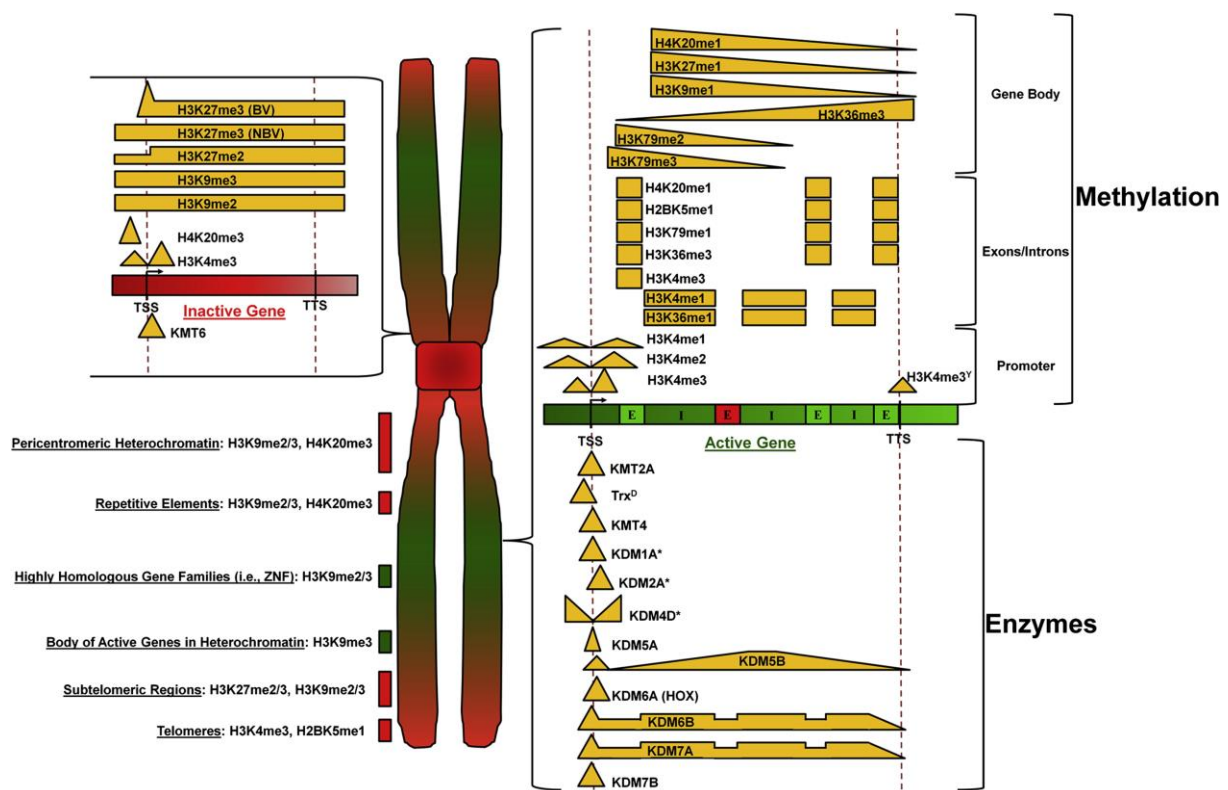 H3K27me3 (BV)
H3K27me3 (NBV)
H3K27me2
H3K9me3
H3K9me2
H4K20me3
H3K4me3
TSS
TTS
Inactive Gene
KMT6
Pericentromeric Heterochromatin: H3K9me2/3, H4K20me3
Repetitive Elements: H3K9me2/3, H4K20me3
Highly Homologous Gene Families (i.e., ZNF): H3K9me2/3
Body of Active Genes in Heterochromatin: H3K9me3
Subtelomeric Regions: H3K27me2/3, H3K9me2/3
Telomeres: H3K4me3, H2BK5me1
H4K20me1
H3K27me1
H3K9me1
H3K36me3
H3K79me2
H3K79me3
Gene Body
H4K20me1
H2BK5me1
H3K79me1
H3K36me3
H3K4me3
H3K4me1
H3K36me1
Exons/Introns
H3K4me1
H3K4me2
H3K4me3
H3K4me3Y
Promoter
Methylation
E I E I E I E
TSS
Active Gene
TTS
KMT2A
TrxD
KMT4
KDM1A*
KDM2A*
KDM4D*
KDM5A
KDM5B
KDM6A (HOX)
KDM6B
KDM7A
KDM7B
Enzymes